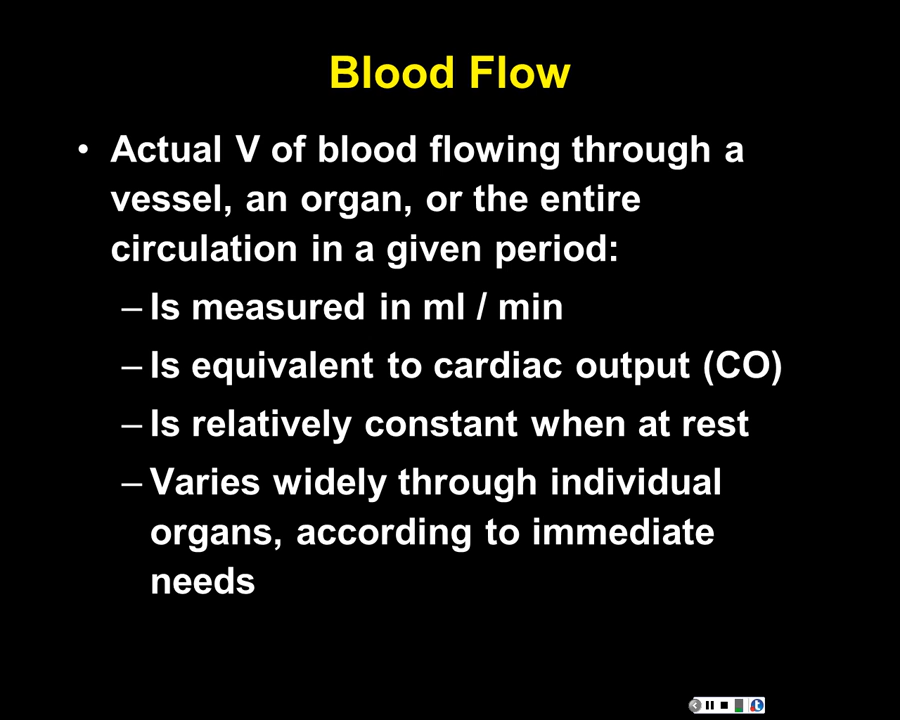 Blood Flow
• Actual V of blood flowing through a
vessel, an organ, or the entire
circulation in a given period:
– Is measured in ml / min
– Is equivalent to cardiac output (CO)
– Is relatively constant when at rest
– Varies widely through individual
organs, according to immediate
needs